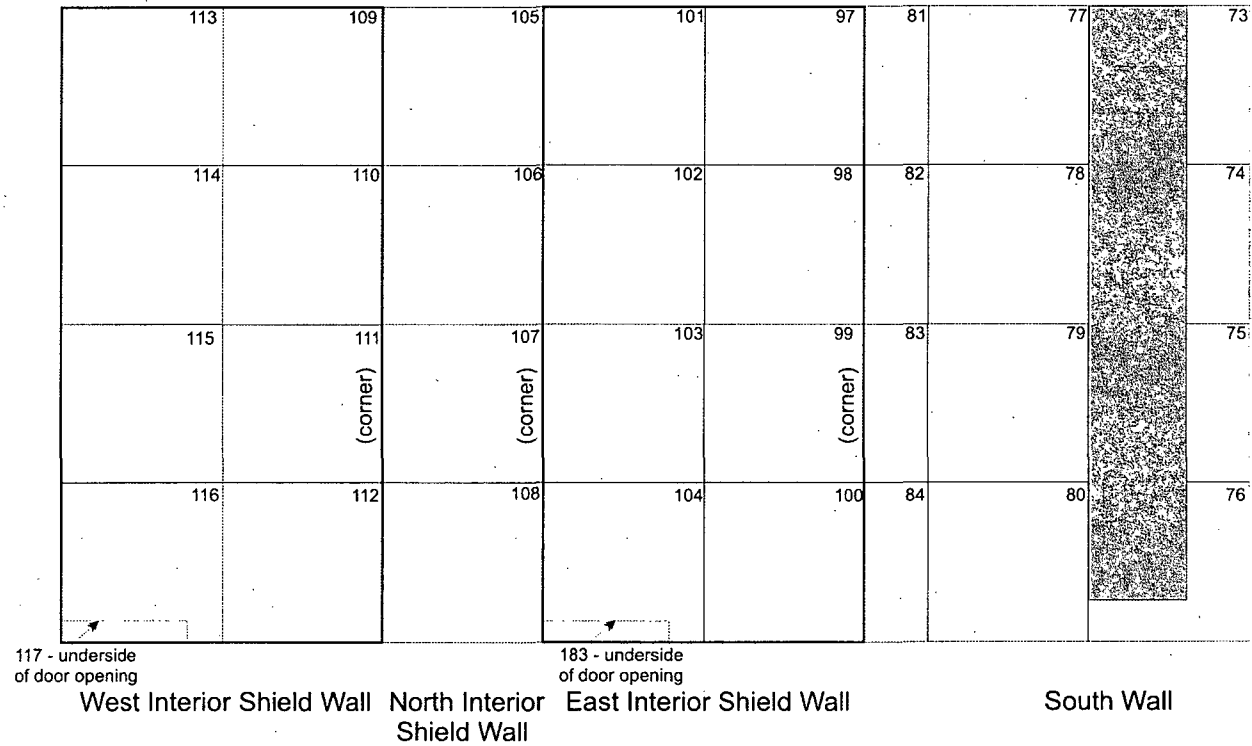 113 109 105 101 97 81 77 73
114 110 106 102 98 82 78 74
115 111 107 103 99 83 79 75
(corner) (corner) (corner)
116 112 108 104 100 84 80 76
117 - underside
of door opening
183 - underside
of door opening
West Interior Shield Wall
North Interior
Shield Wall
East Interior Shield Wall
South Wall